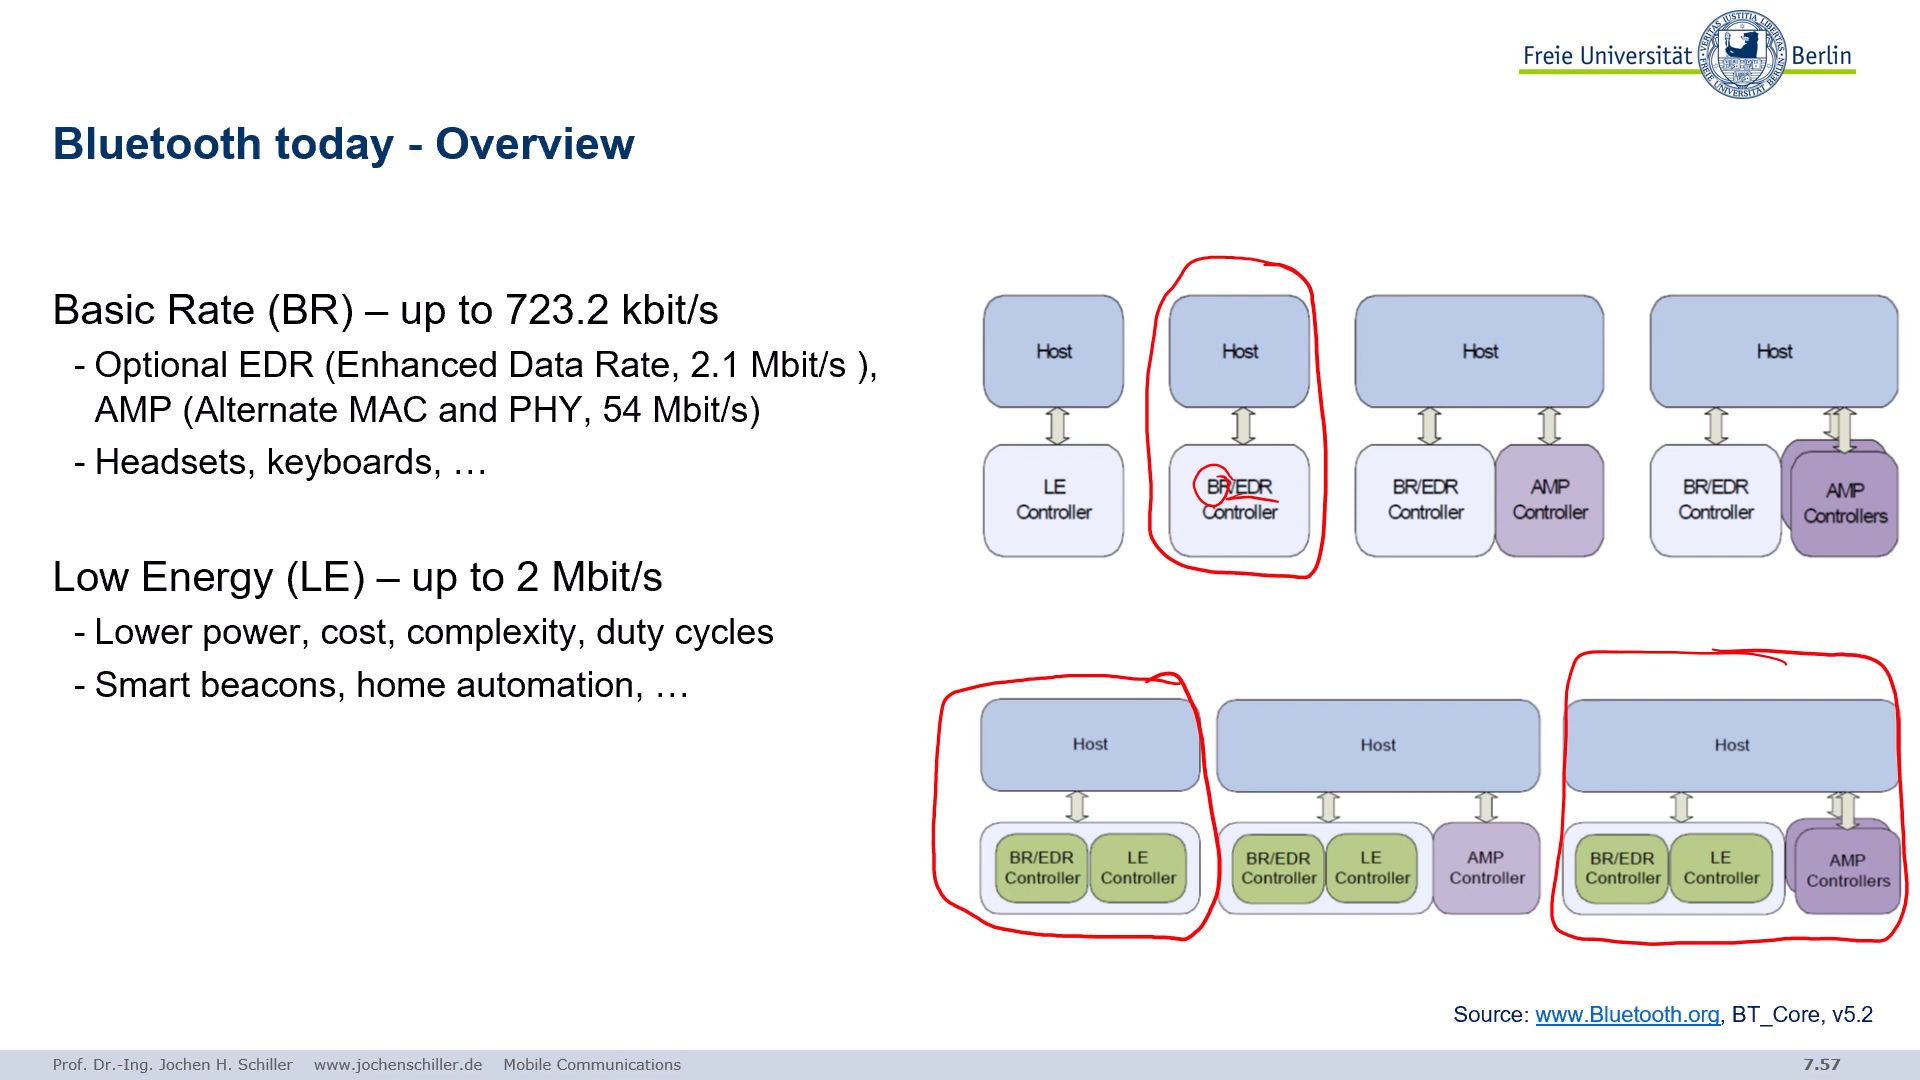 Freie Universität Berlin
Bluetooth today - Overview
Basic Rate (BR) – up to 723.2 kbit/s
- Optional EDR (Enhanced Data Rate, 2.1 Mbit/s ),
AMP (Alternate MAC and PHY, 54 Mbit/s)
- Headsets, keyboards, …
Low Energy (LE) – up to 2 Mbit/s
- Lower power, cost, complexity, duty cycles
- Smart beacons, home automation, …
Host
LE
Controller
Host
BR/EDR
Controller
Host
BR/EDR
Controller
AMP
Controller
Host
BR/EDR
Controller
AMP
Controllers
Host
BR/EDR
Controller
LE
Controller
Host
BR/EDR
Controller
LE
Controller
AMP
Controller
Host
BR/EDR
Controller
LE
Controller
AMP
Controllers
Source: www.Bluetooth.org, BT_Core, v5.2
Prof. Dr.-Ing. Jochen H. Schiller www.jochenschiller.de Mobile Communications 7.57